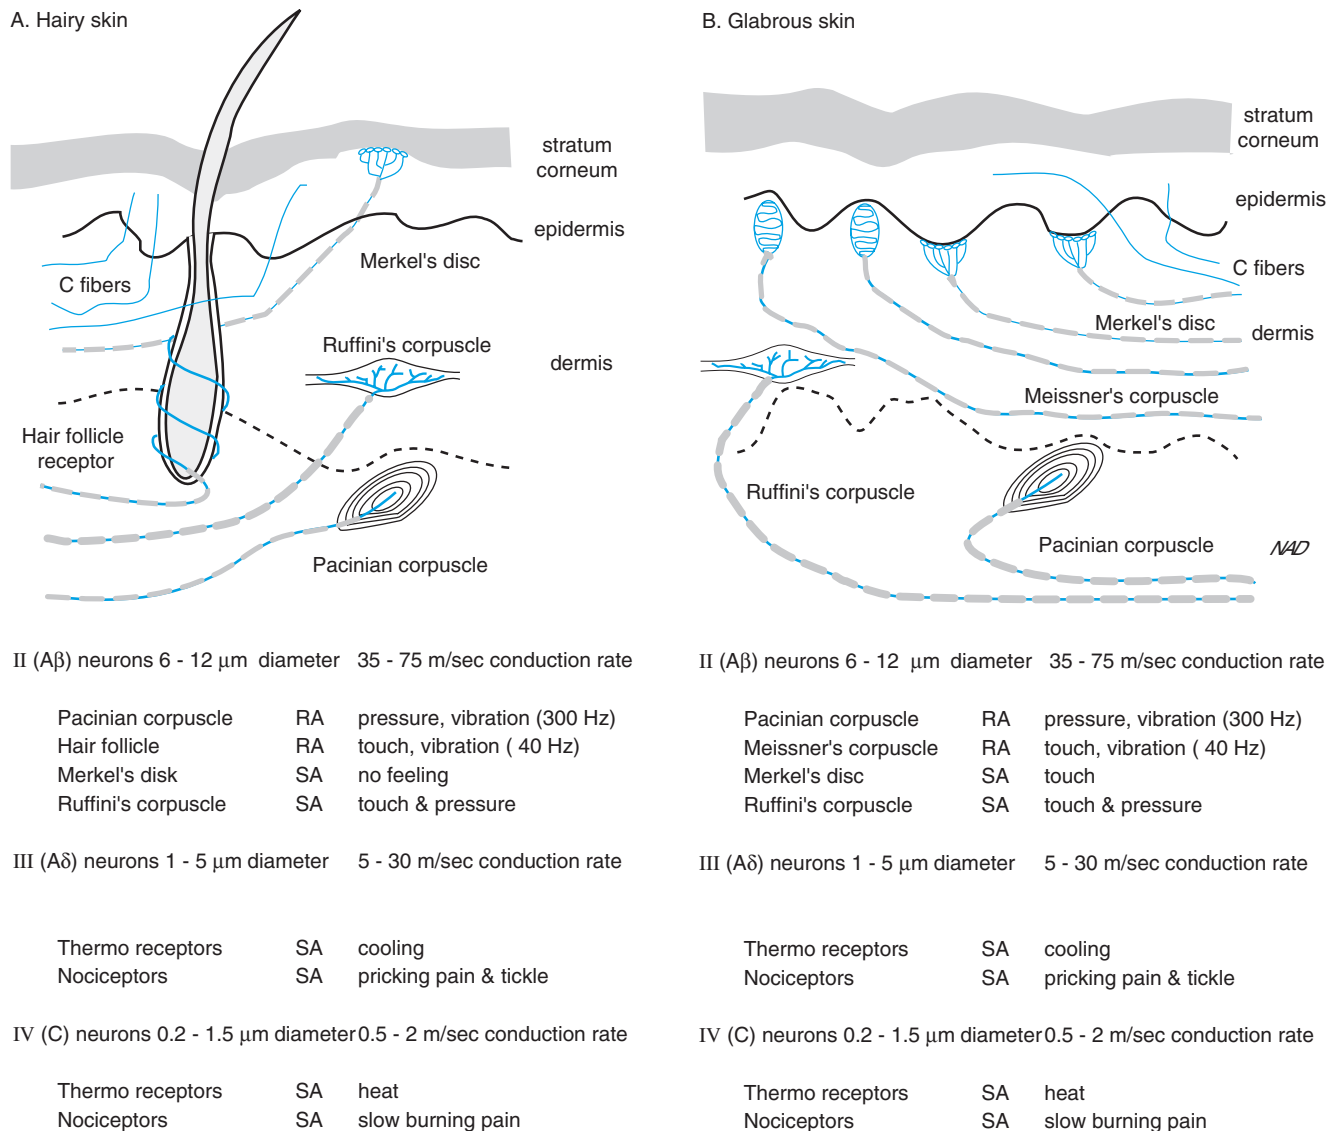 A. Hairy skin
stratum
corneum
epidermis
Merkel's disc
C fibers
Ruffini's corpuscle
dermis
Hair follicle
receptor
Pacinian corpuscle
II (Aβ) neurons 6 - 12 μm diameter 35 - 75 m/sec conduction rate
Pacinian corpuscle RA pressure, vibration (300 Hz)
Hair follicle RA touch, vibration ( 40 Hz)
Merkel's disk SA no feeling
Ruffini's corpuscle SA touch & pressure
III (Aδ) neurons 1 - 5 μm diameter 5 - 30 m/sec conduction rate
Thermo receptors SA cooling
Nociceptors SA pricking pain & tickle
IV (C) neurons 0.2 - 1.5 μm diameter 0.5 - 2 m/sec conduction rate
Thermo receptors SA heat
Nociceptors SA slow burning pain
B. Glabrous skin
stratum
corneum
epidermis
C fibers
Merkel's disc
dermis
Meissner's corpuscle
Ruffini's corpuscle
Pacinian corpuscle
NAD
II (Aβ) neurons 6 - 12 μm diameter 35 - 75 m/sec conduction rate
Pacinian corpuscle RA pressure, vibration (300 Hz)
Meissner's corpuscle RA touch, vibration ( 40 Hz)
Merkel's disc SA touch
Ruffini's corpuscle SA touch & pressure
III (Aδ) neurons 1 - 5 μm diameter 5 - 30 m/sec conduction rate
Thermo receptors SA cooling
Nociceptors SA pricking pain & tickle
IV (C) neurons 0.2 - 1.5 μm diameter 0.5 - 2 m/sec conduction rate
Thermo receptors SA heat
Nociceptors SA slow burning pain